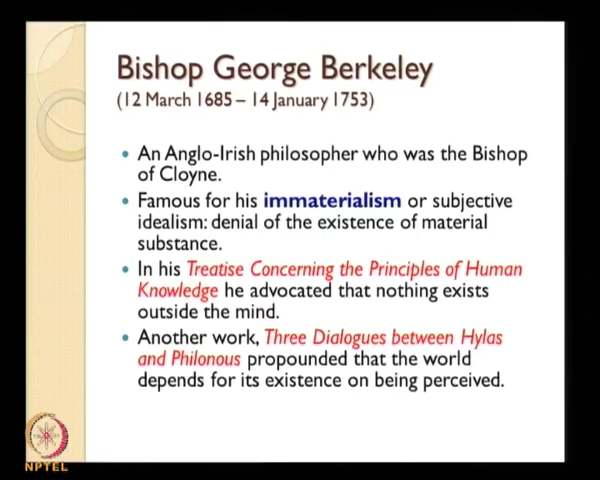 Bishop George Berkeley
(12 March 1685 – 14 January 1753)
• An Anglo-Irish philosopher who was the Bishop
of Cloyne.
• Famous for his immaterialism or subjective
idealism: denial of the existence of material
substance.
• In his Treatise Concerning the Principles of Human
Knowledge he advocated that nothing exists
outside the mind.
• Another work, Three Dialogues between Hylas
and Philonous propounded that the world
depends for its existence on being perceived.
NPTEL